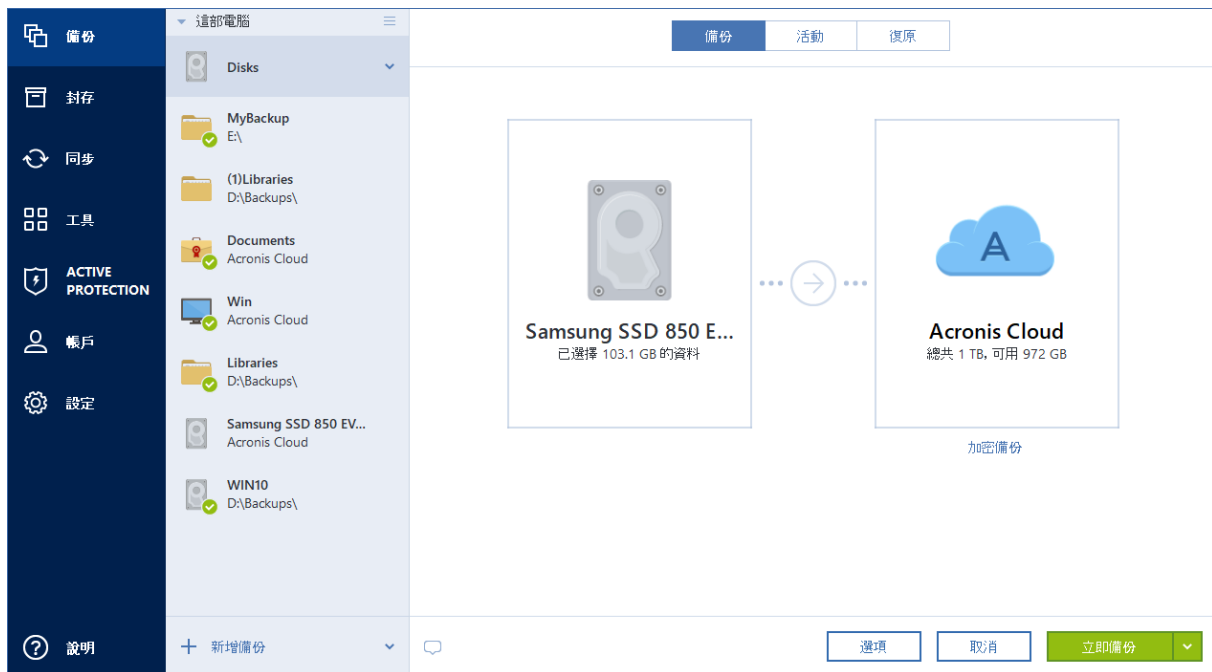 備份
封存
同步
工具
ACTIVE
PROTECTION
帳戶
設定
說明
這部電腦
Disks
MyBackup
E:\
(1)Libraries
D:\Backups\
Documents
Acronis Cloud
Win
Acronis Cloud
Libraries
D:\Backups\
Samsung SSD 850 EV...
Acronis Cloud
WIN10
D:\Backups\
新增備份
備份
活動
復原
Samsung SSD 850 E...
已選擇 103.1 GB 的資料
Acronis Cloud
總共 1 TB, 可用 972 GB
加密備份
選項
取消
立即備份